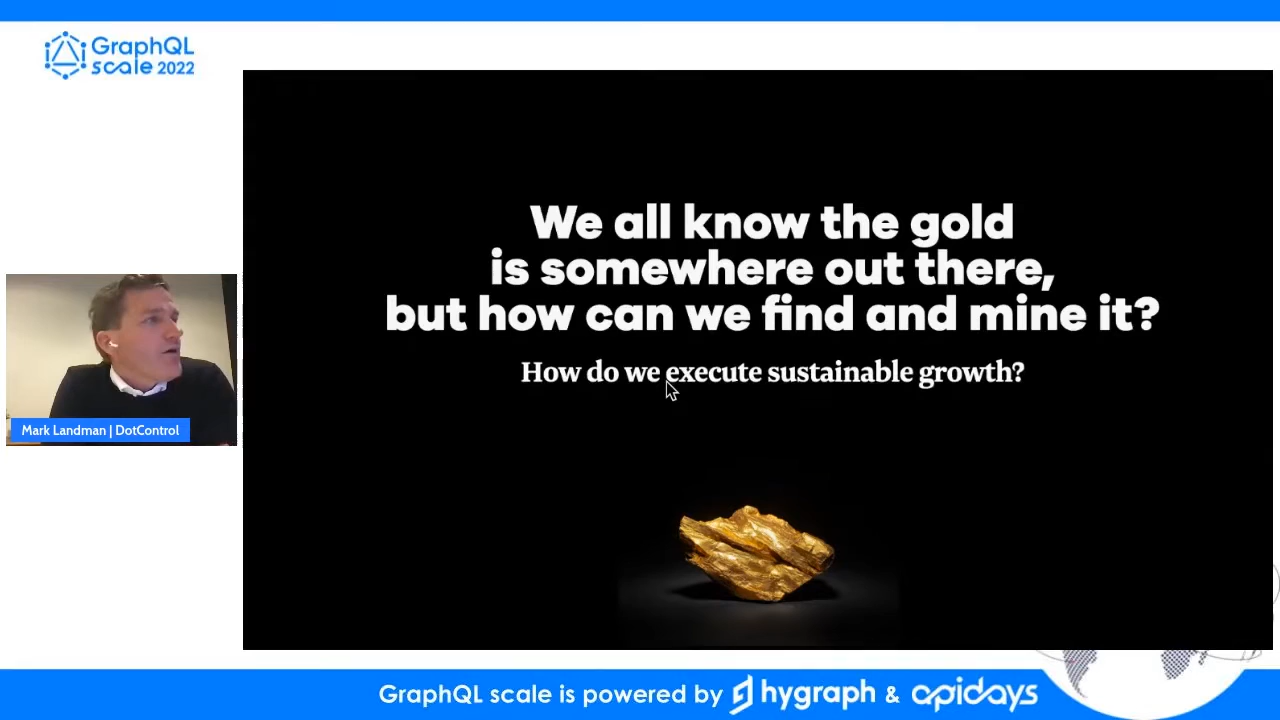 GraphQL
scale 2022
We all know the gold
is somewhere out there,
but how can we find and mine it?
How do we execute sustainable growth?
Mark Landman | DotControl
GraphQL scale is powered by hygraph & apidays